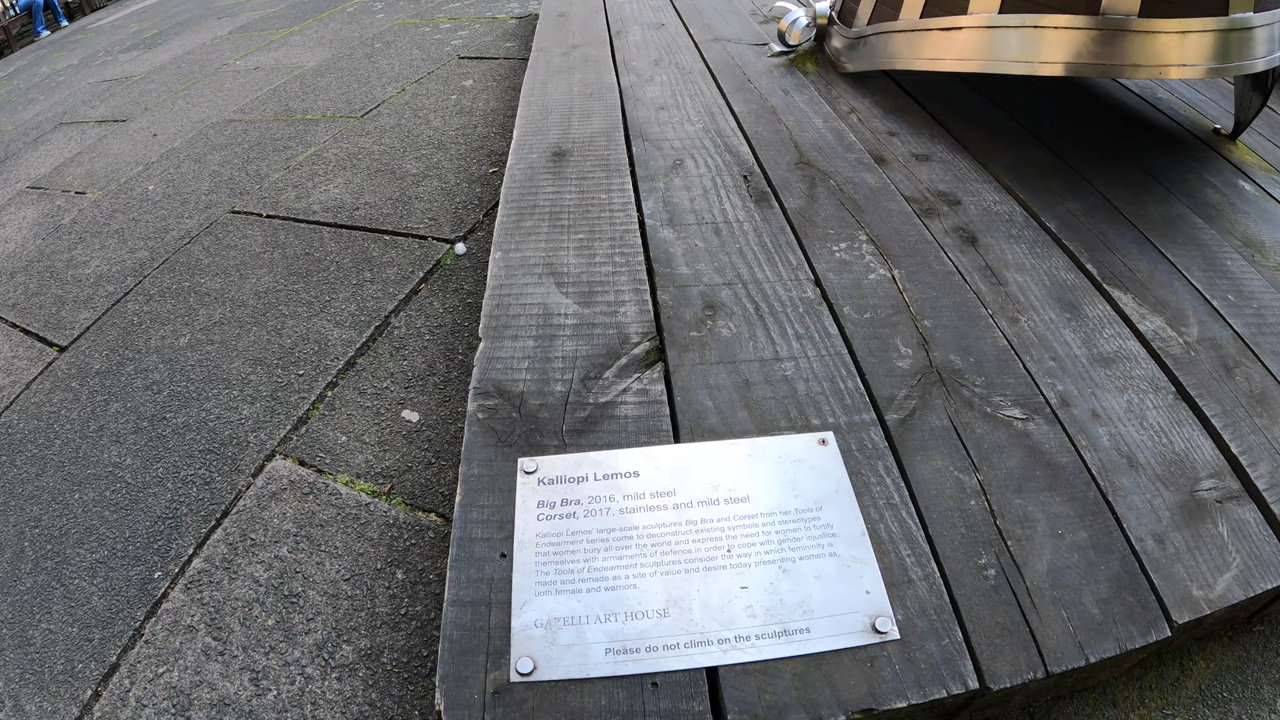 Kalliopi Lemos
Big Bra, 2016, mild steel
Corset, 2017, stainless and mild steel
Kalliopi Lemos' large-scale sculptures Big Bra and Corset from her Tools of
Endearment series come to deconstruct existing symbols and stereotypes
that women bury all over the world and express the need for women to fortify
themselves with armaments of defence in order to cope with gender injustice.
The Tools of Endearment sculptures consider the way in which femininity is
made and remade as a site of value and desire today presenting women as
both female and warriors.
GAZELLI ART HOUSE
Please do not climb on the sculptures